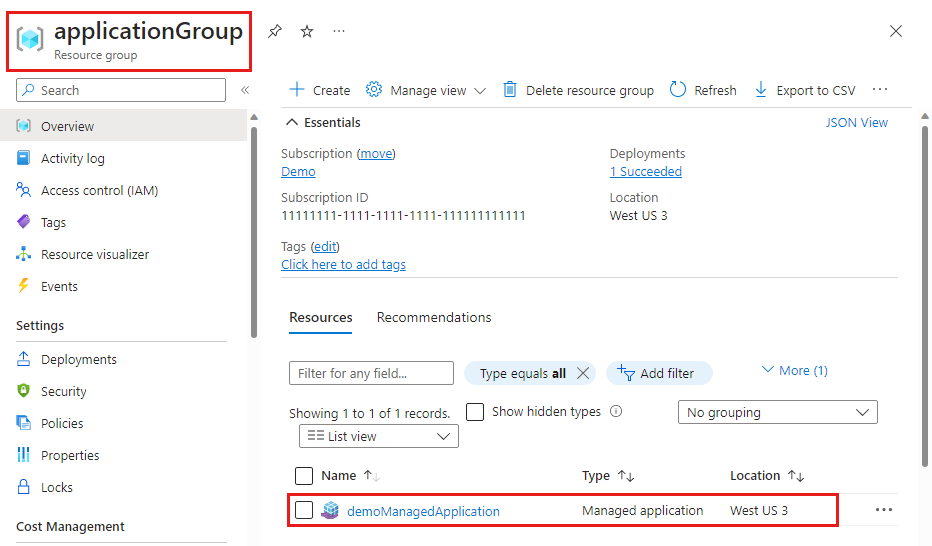 applicationGroup
Resource group
Search
Overview
Activity log
Access control (IAM)
Tags
Resource visualizer
Events
Settings
Deployments
Security
Policies
Properties
Locks
Cost Management
Create Manage view Delete resource group Refresh Export to CSV
Essentials JSON View
Subscription (move) Deployments
Demo 1 Succeeded
Subscription ID Location
11111111-1111-1111-1111-111111111111 West US 3
Tags (edit)
Click here to add tags
Resources Recommendations
Filter for any field... Type equals all Add filter More (1)
Showing 1 to 1 of 1 records. Show hidden types No grouping
List view
Name Type Location
demoManagedApplication Managed application West US 3